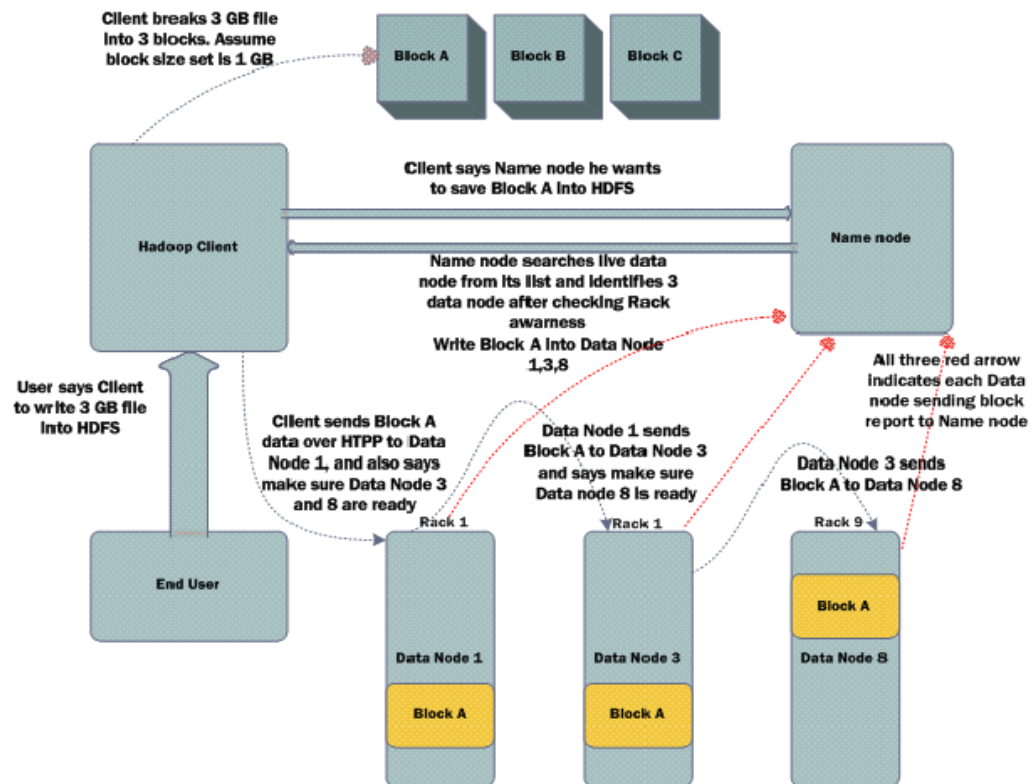 Client breaks 3 GB file
into 3 blocks. Assume
block size set is 1 GB
Block A
Block B
Block C
Hadoop Client
Client says Name node he wants
to save Block A into HDFS
Name node
Name node searches live data
node from its list and identifies 3
data node after checking Rack
awarness
Write Block A into Data Node
1,3,8
User says Client
to write 3 GB file
into HDFS
All three red arrow
indicates each Data
node sending block
report to Name node
Client sends Block A
data over HTPP to Data
Node 1, and also says
make sure Data Node 3
and 8 are ready
Data Node 1 sends
Block A to Data Node 3
and says make sure
Data node 8 is ready
Data Node 3 sends
Block A to Data Node 8
End User
Rack 1
Data Node 1
Block A
Rack 1
Data Node 3
Block A
Rack 9
Block A
Data Node 8